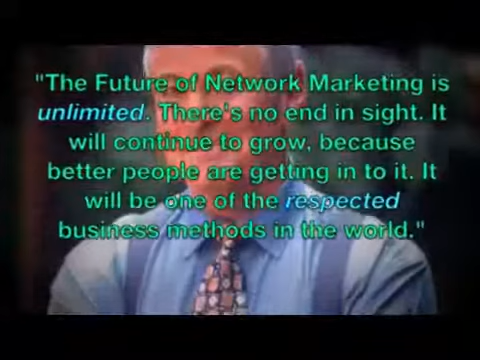 "The Future of Network Marketing is
unlimited. There's no end in sight. It
will continue to grow, because
better people are getting in to it. It
will be one of the respected
business methods in the world."